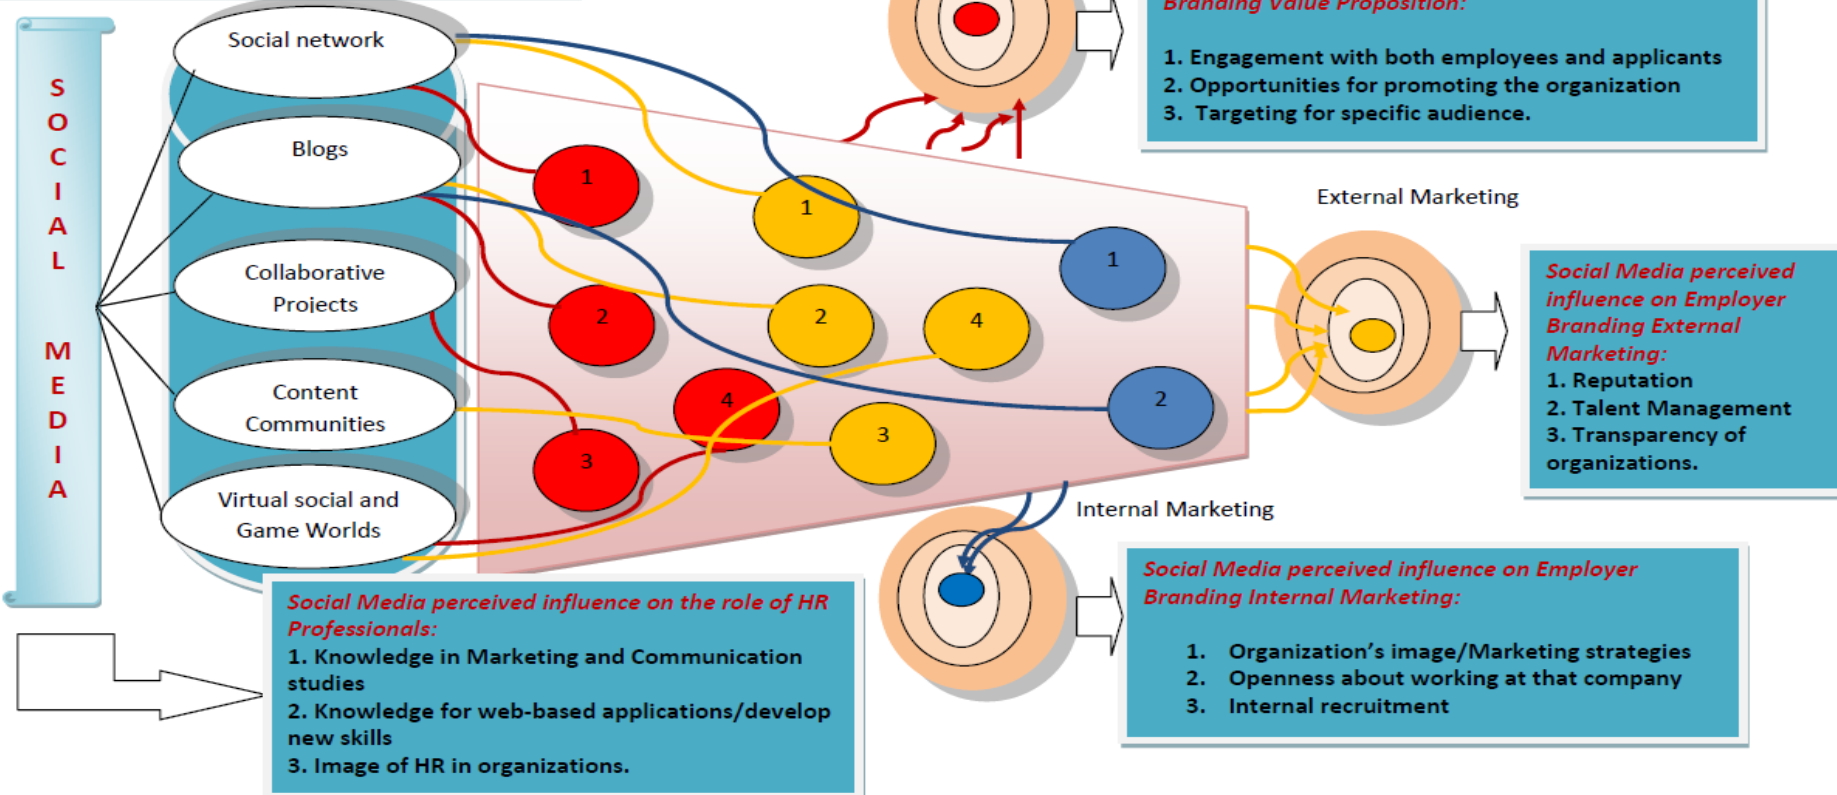 SOCIAL MEDIA
Social network
Blogs
Collaborative
Projects
Content
Communities
Virtual social and
Game Worlds
1
2
3
4
1
2
3
4
1
2
Branding Value Proposition:
1. Engagement with both employees and applicants
2. Opportunities for promoting the organization
3. Targeting for specific audience.
External Marketing
Social Media perceived
influence on Employer
Branding External
Marketing:
1. Reputation
2. Talent Management
3. Transparency of
organizations.
Internal Marketing
Social Media perceived influence on Employer
Branding Internal Marketing:
1. Organization’s image/Marketing strategies
2. Openness about working at that company
3. Internal recruitment
Social Media perceived influence on the role of HR
Professionals:
1. Knowledge in Marketing and Communication
studies
2. Knowledge for web-based applications/develop
new skills
3. Image of HR in organizations.